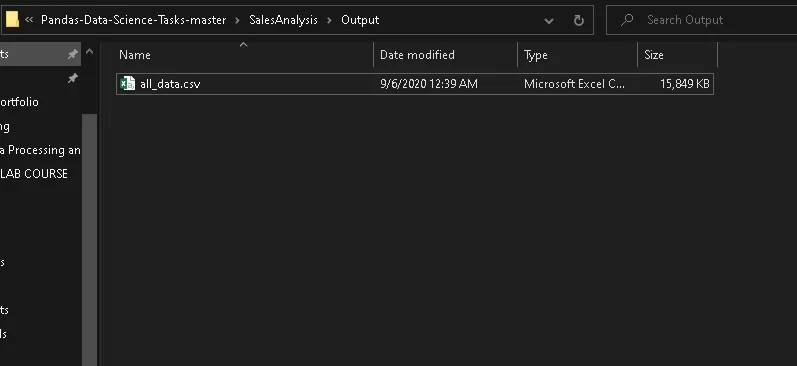 « Pandas-Data-Science-Tasks-master > SalesAnalysis > Output
Search Output
Name Date modified Type Size
all_data.csv 9/6/2020 12:39 AM Microsoft Excel C... 15,849 KB
ts
ortfolio
ng
a Processing an
LAB COURSE
s
ts
ls